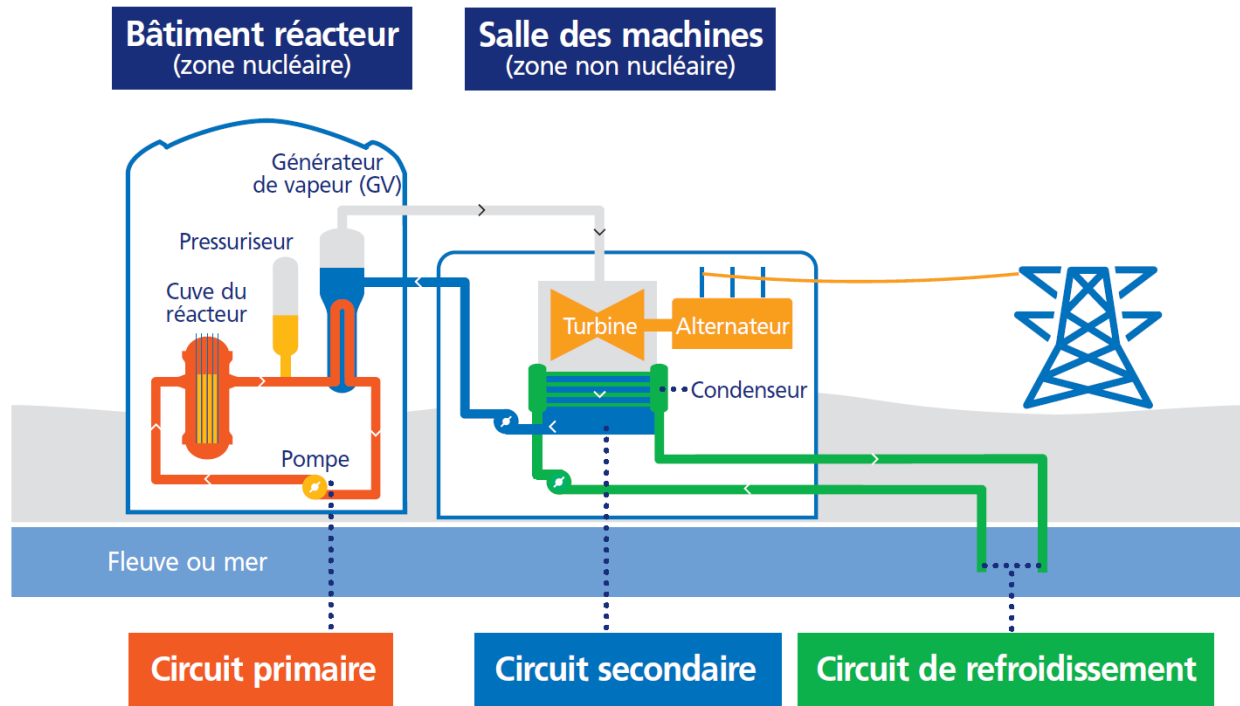 Bâtiment réacteur
(zone nucléaire)
Salle des machines
(zone non nucléaire)
Générateur
de vapeur (GV)
Pressuriseur
Cuve du
réacteur
Turbine
Alternateur
Condenseur
Pompe
Fleuve ou mer
Circuit primaire
Circuit secondaire
Circuit de refroidissement